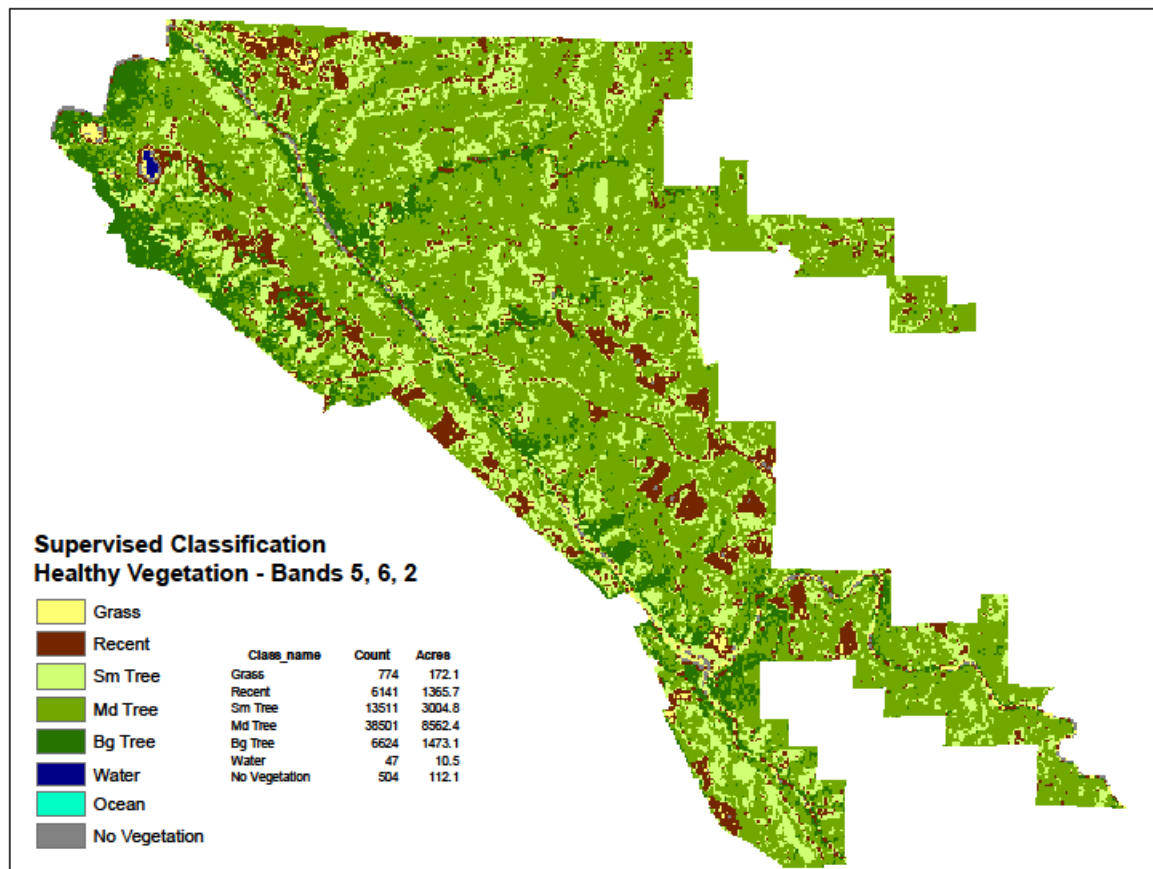 Supervised Classification
Healthy Vegetation - Bands 5, 6, 2
Grass
Recent
Sm Tree
Md Tree
Bg Tree
Water
Ocean
No Vegetation
Class_name Count Acres
Grass 774 172.1
Recent 6141 1365.7
Sm Tree 13511 3004.8
Md Tree 38501 8562.4
Bg Tree 6624 1473.1
Water 47 10.5
No Vegetation 504 112.1